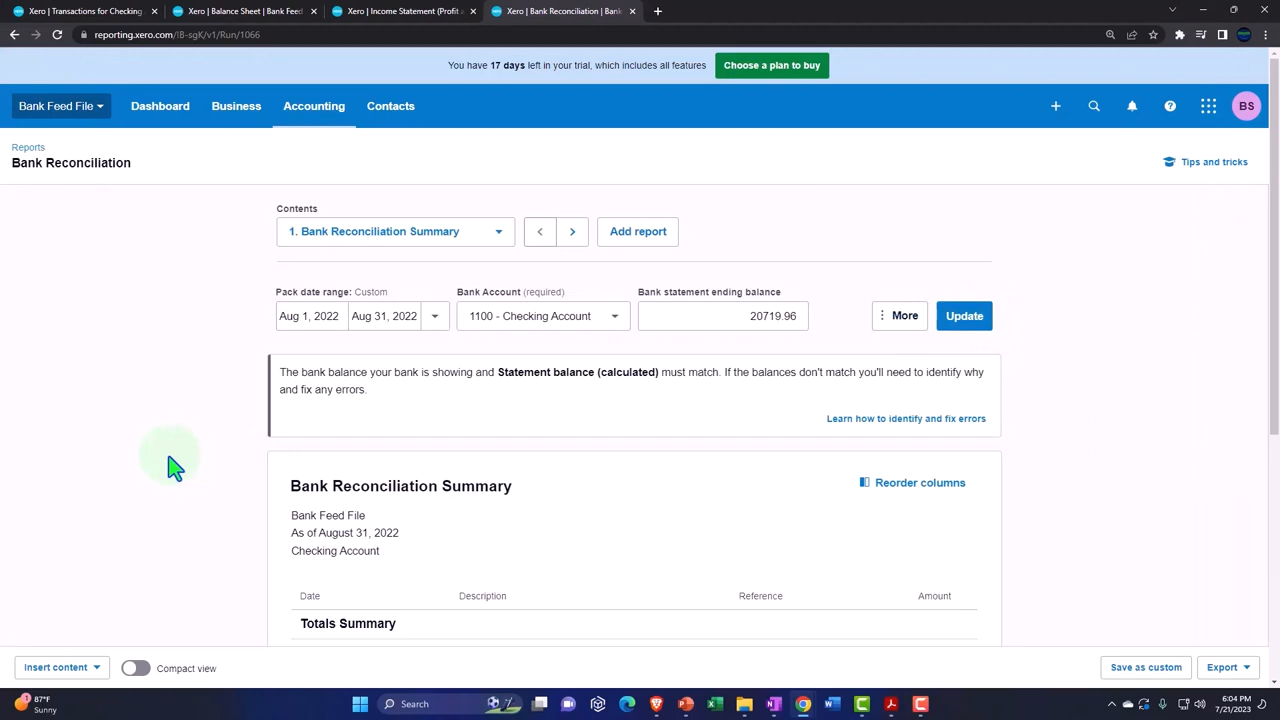 Xero | Transactions for Checking
Xero | Balance Sheet | Bank Feed
Xero | Income Statement (Profit a
Xero | Bank Reconciliation | Bank
reporting.xero.com/!B-sgK/v1/Run/1066
You have 17 days left in your trial, which includes all features
Choose a plan to buy
Bank Feed File
Dashboard
Business
Accounting
Contacts
BS
Reports
Bank Reconciliation
Tips and tricks
Contents
1. Bank Reconciliation Summary
Add report
Pack date range: Custom
Bank Account (required)
Bank statement ending balance
Aug 1, 2022
Aug 31, 2022
1100 - Checking Account
20719.96
More
Update
The bank balance your bank is showing and Statement balance (calculated) must match. If the balances don't match you'll need to identify why
and fix any errors.
Learn how to identify and fix errors
Bank Reconciliation Summary
Reorder columns
Bank Feed File
As of August 31, 2022
Checking Account
Date
Description
Reference
Amount
Totals Summary
Insert content
Compact view
Save as custom
Export
1
87°F
Sunny
Search
6:04 PM
7/21/2023